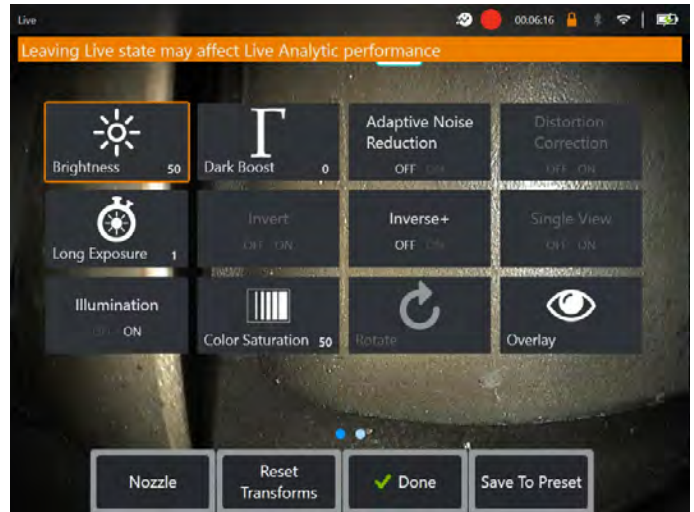 Live
00:06:16
Leaving Live state may affect Live Analytic performance
Brightness 50
Dark Boost 0
Adaptive Noise
Reduction
OFF ON
Distortion
Correction
OFF ON
Long Exposure 1
Invert
OFF ON
Inverse+
OFF ON
Single View
OFF ON
Illumination
OFF ON
Color Saturation 50
Rotate
Overlay
Nozzle
Reset
Transforms
Done
Save To Preset